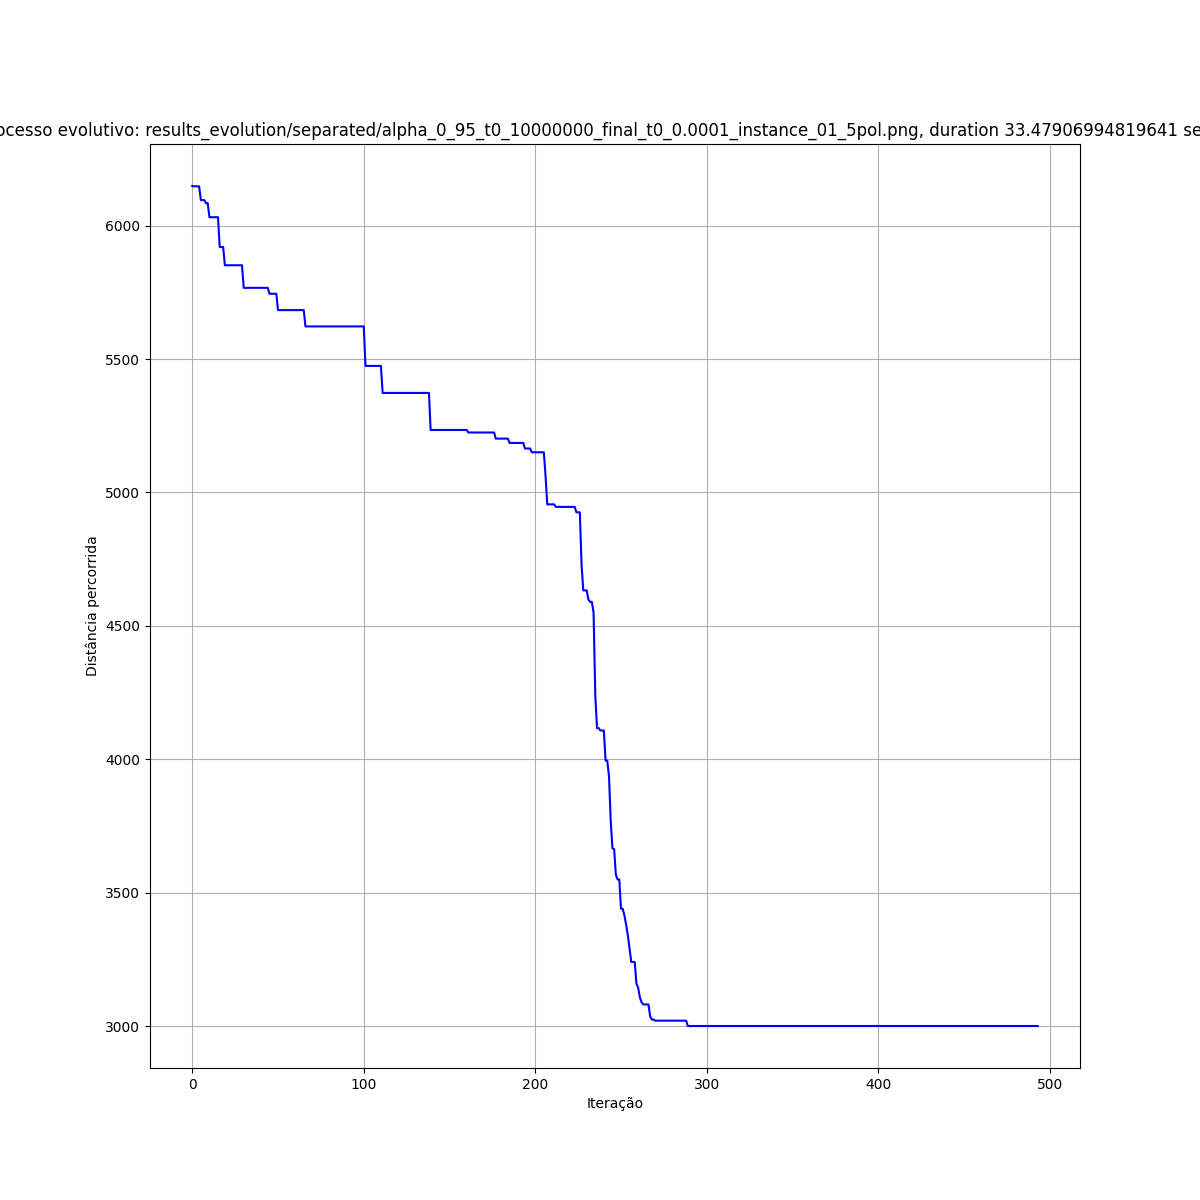 ocesso evolutivo: results_evolution/separated/alpha_0_95_t0_10000000_final_t0_0.0001_instance_01_5pol.png, duration 33.47906994819641 se
6000
5500
5000
4500
4000
3500
3000
Distância percorrida
0 100 200 300 400 500
Iteração